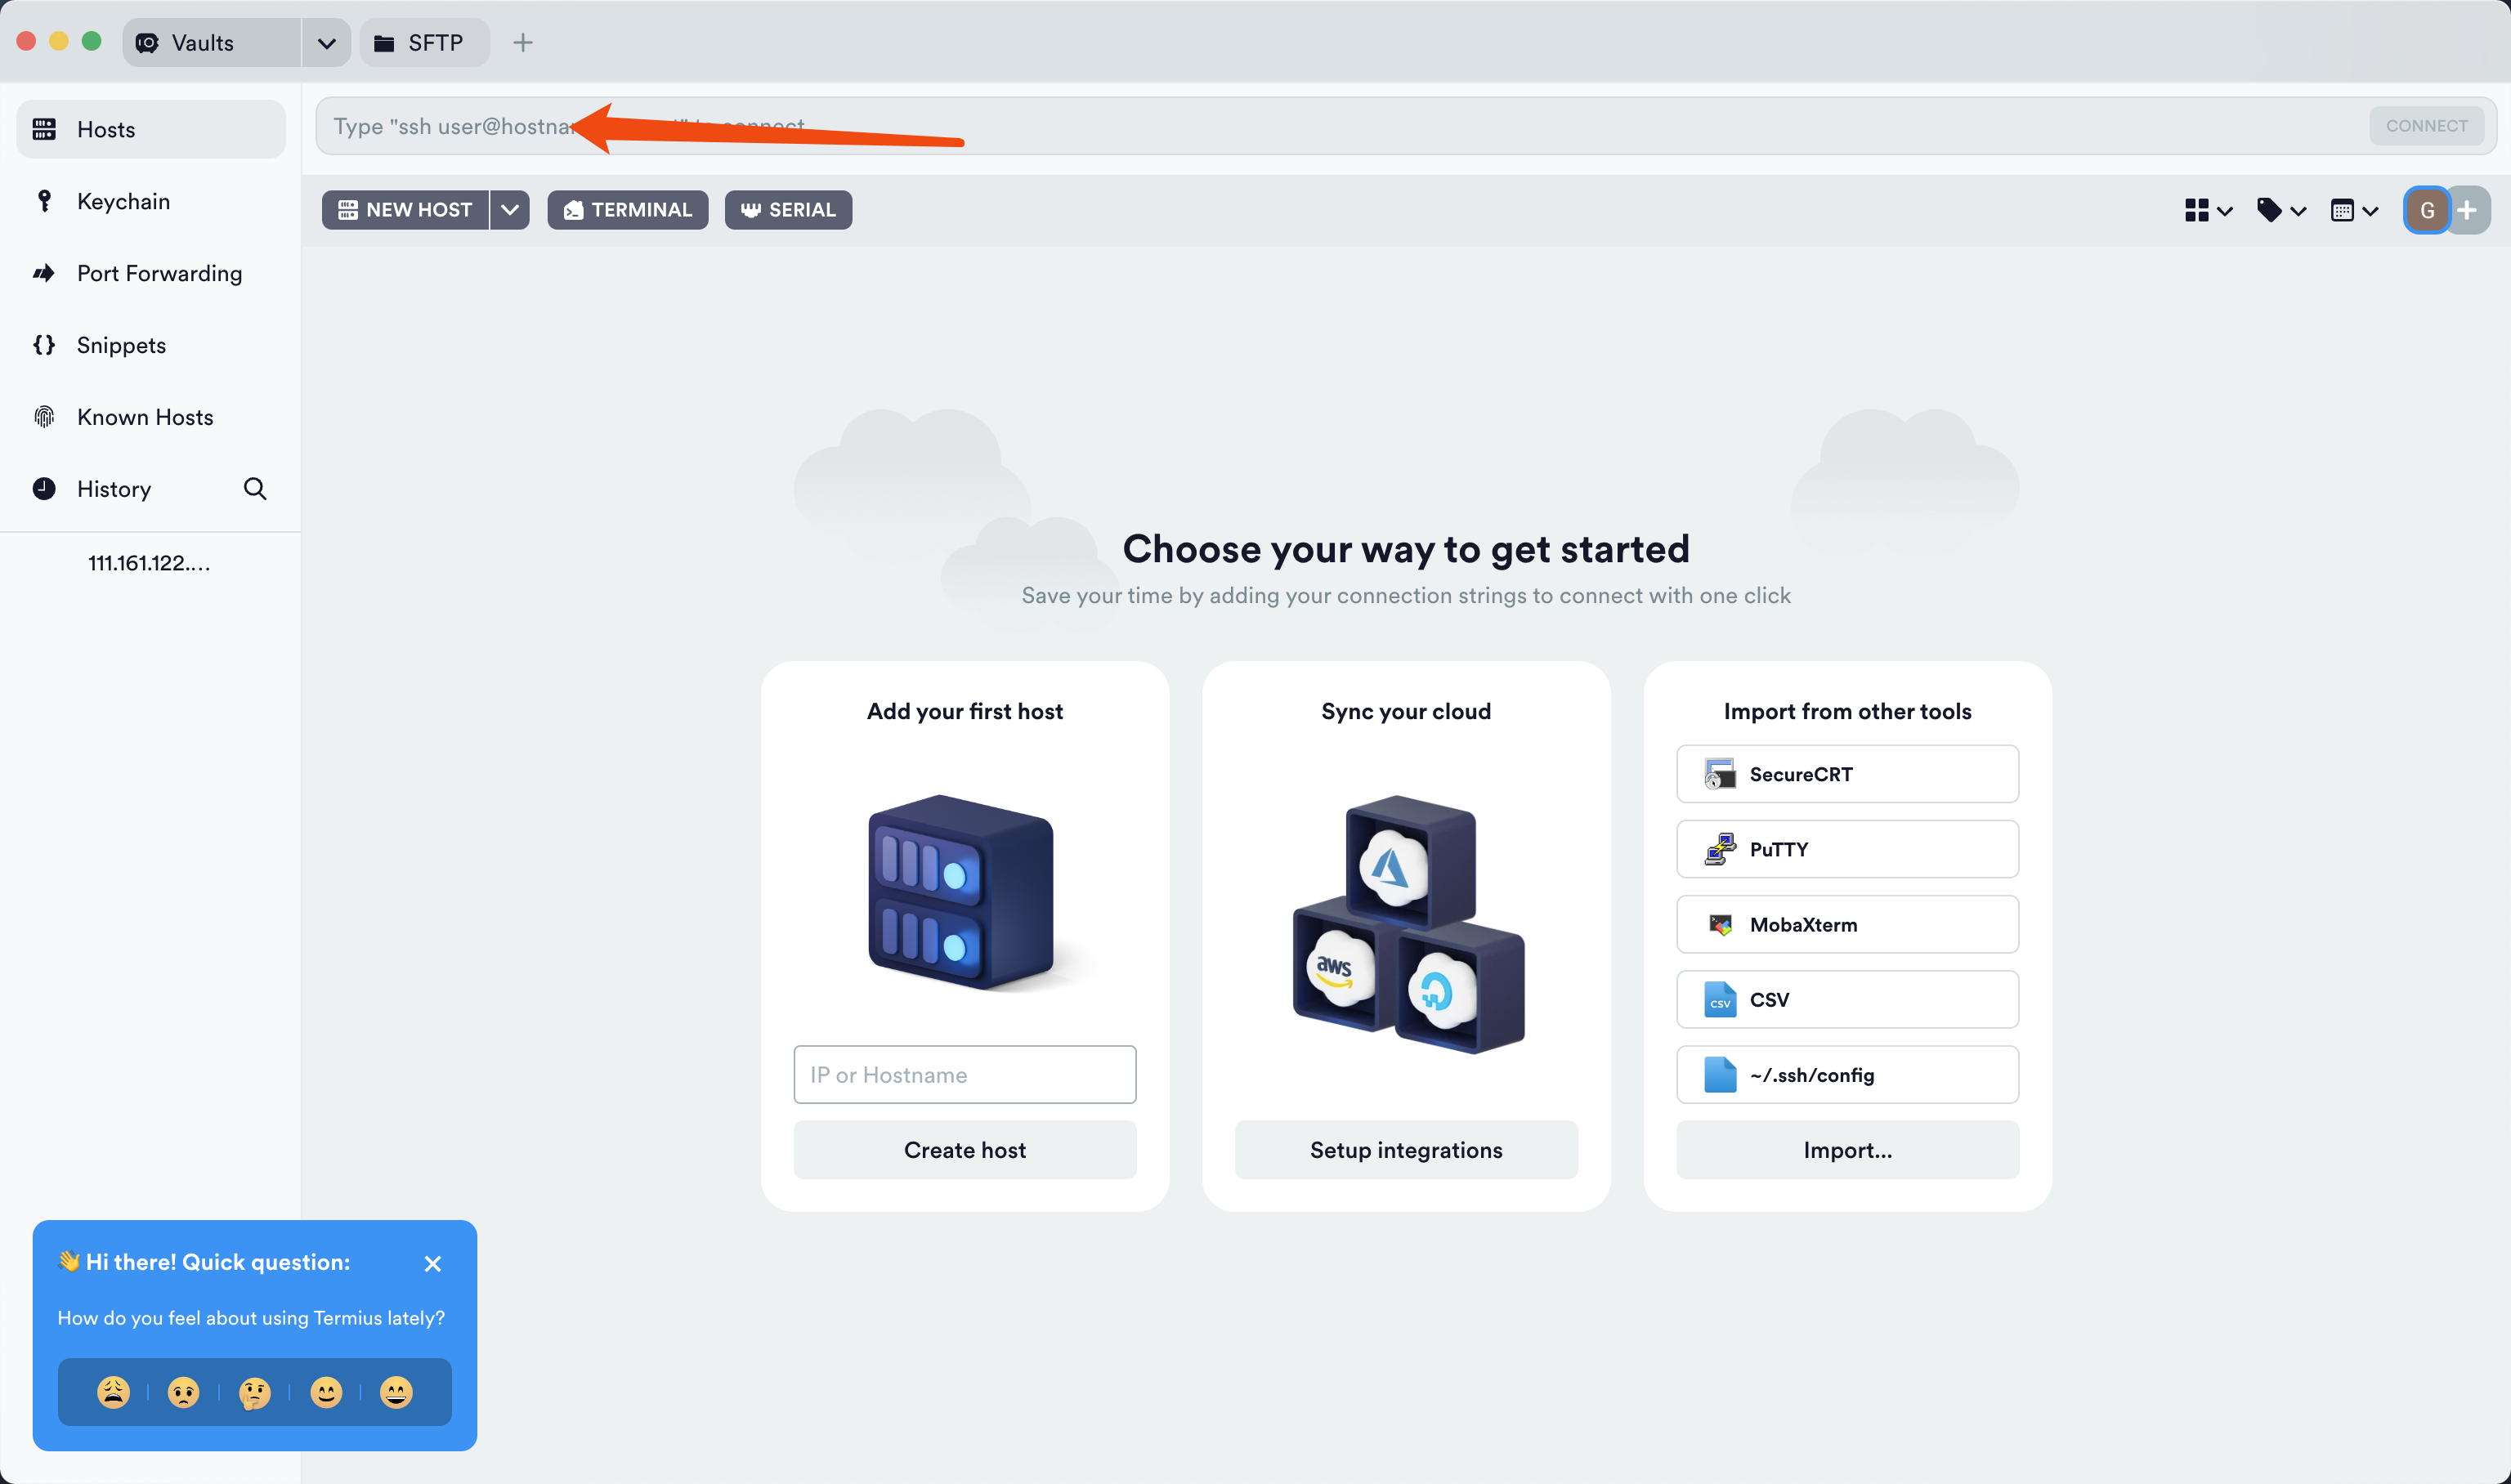 Vaults
SFTP
Hosts
Type "ssh user@hostna to connect
CONNECT
Keychain
NEW HOST
TERMINAL
SERIAL
G
Port Forwarding
Snippets
Known Hosts
History
111.161.122....
Choose your way to get started
Save your time by adding your connection strings to connect with one click
Add your first host
IP or Hostname
Create host
Sync your cloud
aws
Setup integrations
Import from other tools
SecureCRT
PuTTY
MobaXterm
CSV
CSV
~/.ssh/config
Import...
👋 Hi there! Quick question:
How do you feel about using Termius lately?